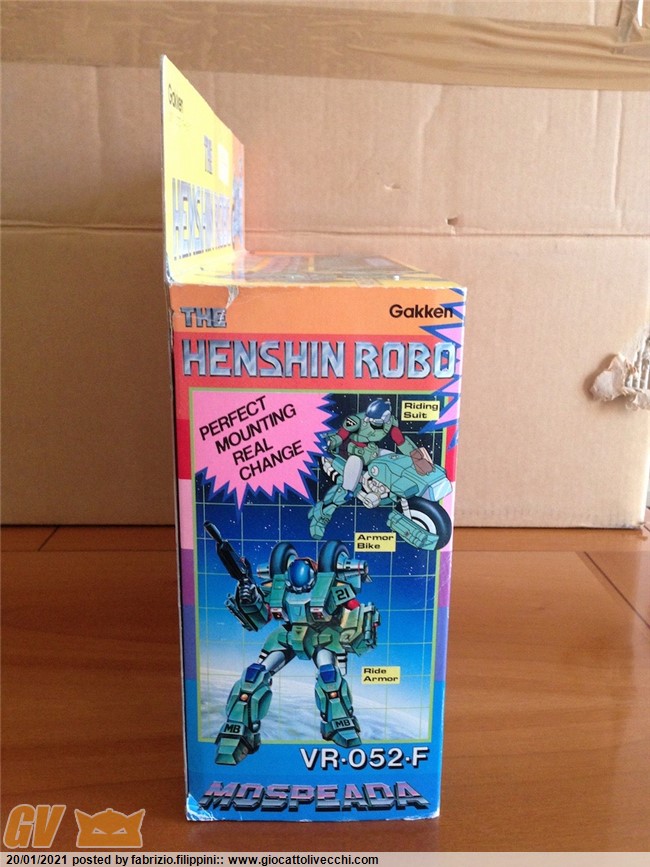 Gakken
THE
HENSHIN
THE
Gakken
HENSHIN ROBO
PERFECT
MOUNTING
REAL
CHANGE
Riding
Suit
Armor
Bike
21
Ride
Armor
MB
MB
VR·052·F
MOSPEADA
GV
20/01/2021 posted by fabrizio.filippini:: www.giocattolivecchi.com